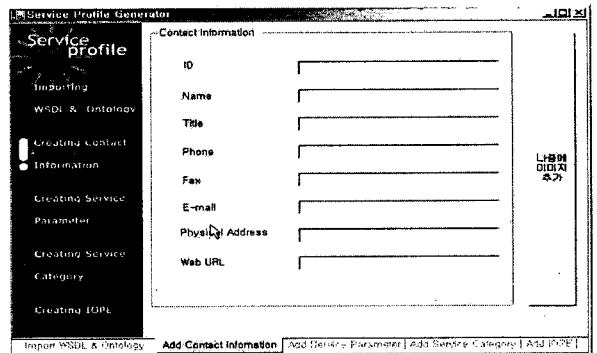 Service Profile Generator
Service
profile
Importing
WSDL & Ontology
Creating Contact
Information
Creating Service
Parameter
Creating Service
Category
Creating IOPE
Contact Information
ID
Name
Title
Phone
Fax
E-mail
Physical Address
Web URL
나중에
이미지
추가
Import WSDL & Ontology
Add Contact Information
Add Service Parameter
Add Service Category
Add IOPE